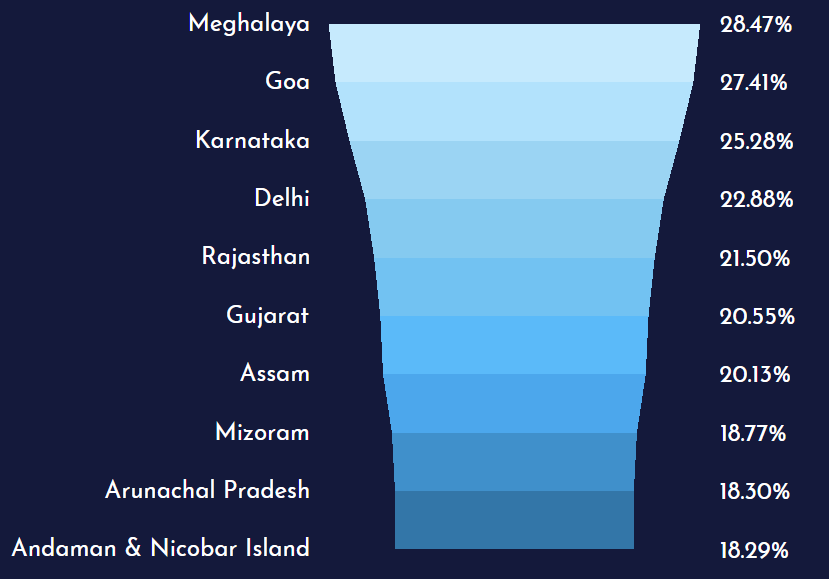 Meghalaya 28.47%
Goa 27.41%
Karnataka 25.28%
Delhi 22.88%
Rajasthan 21.50%
Gujarat 20.55%
Assam 20.13%
Mizoram 18.77%
Arunachal Pradesh 18.30%
Andaman & Nicobar Island 18.29%